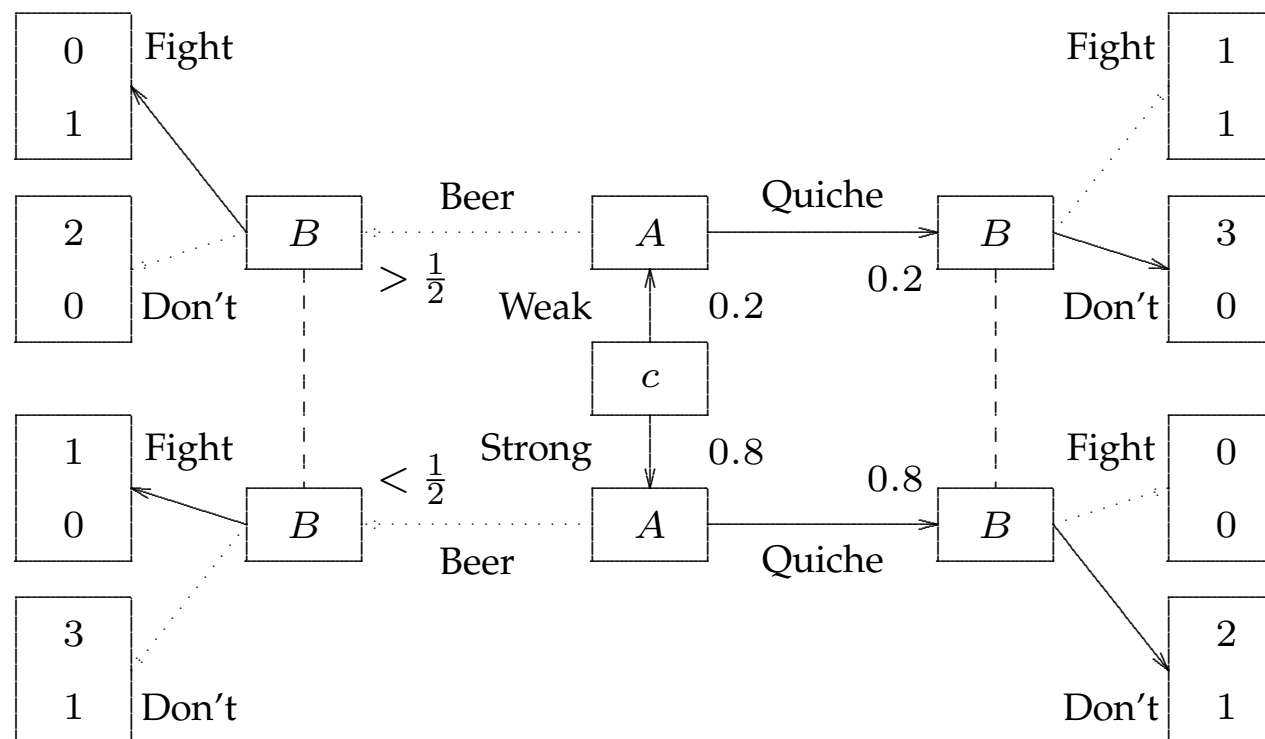 0 Fight Fight 1
1 1
2 Beer Quiche 3
B A B
0 Don't > 1/2 Weak 0.2 0.2 Don't 0
c
1 Fight < 1/2 Strong 0.8 0.8 Fight 0
0 B A B 0
Beer Quiche
3 2
1 Don't Don't 1